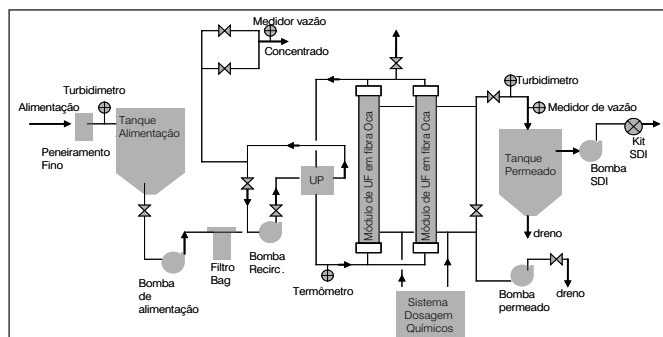 Medidor vazão
Concentrado
Turbidimetro
Alimentação
Tanque
Alimentação
Peneiramento
Fino
Bomba
de
alimentação
Filtro
Bag
Bomba
Recirc.
UP
Termômetro
Módulo de UF em fibra Oca
Módulo de UF em fibra Oca
Sistema
Dosagem
Químicos
Turbidimetro
Medidor de vazão
Tanque
Permeado
Kit
SDI
Bomba
SDI
dreno
Bomba
permeado
dreno